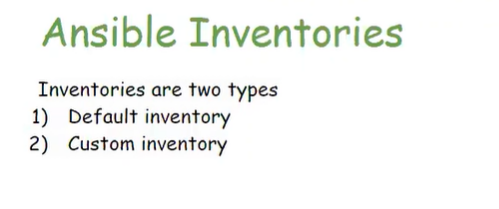 Ansible Inventories
Inventories are two types
1) Default inventory
2) Custom inventory